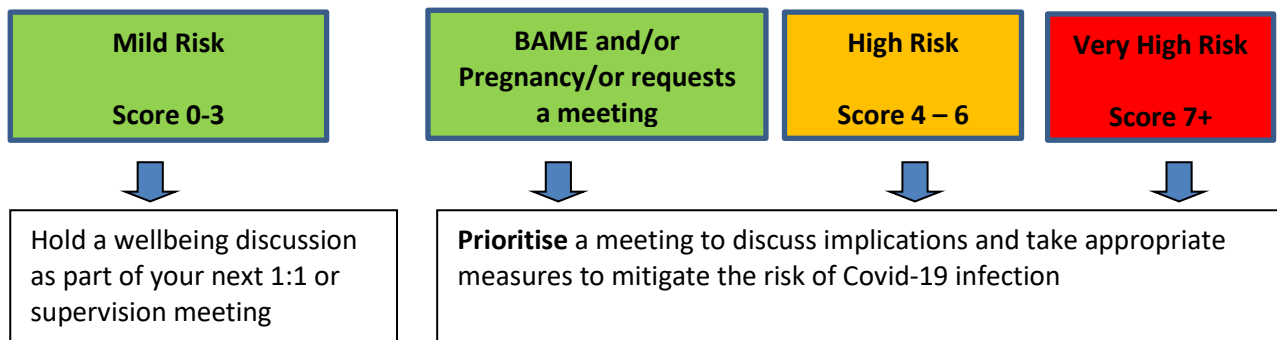 Mild Risk
Score 0-3
BAME and/or
Pregnancy/or requests
a meeting
High Risk
Score 4 – 6
Very High Risk
Score 7+
Hold a wellbeing discussion
as part of your next 1:1 or
supervision meeting
Prioritise a meeting to discuss implications and take appropriate
measures to mitigate the risk of Covid-19 infection